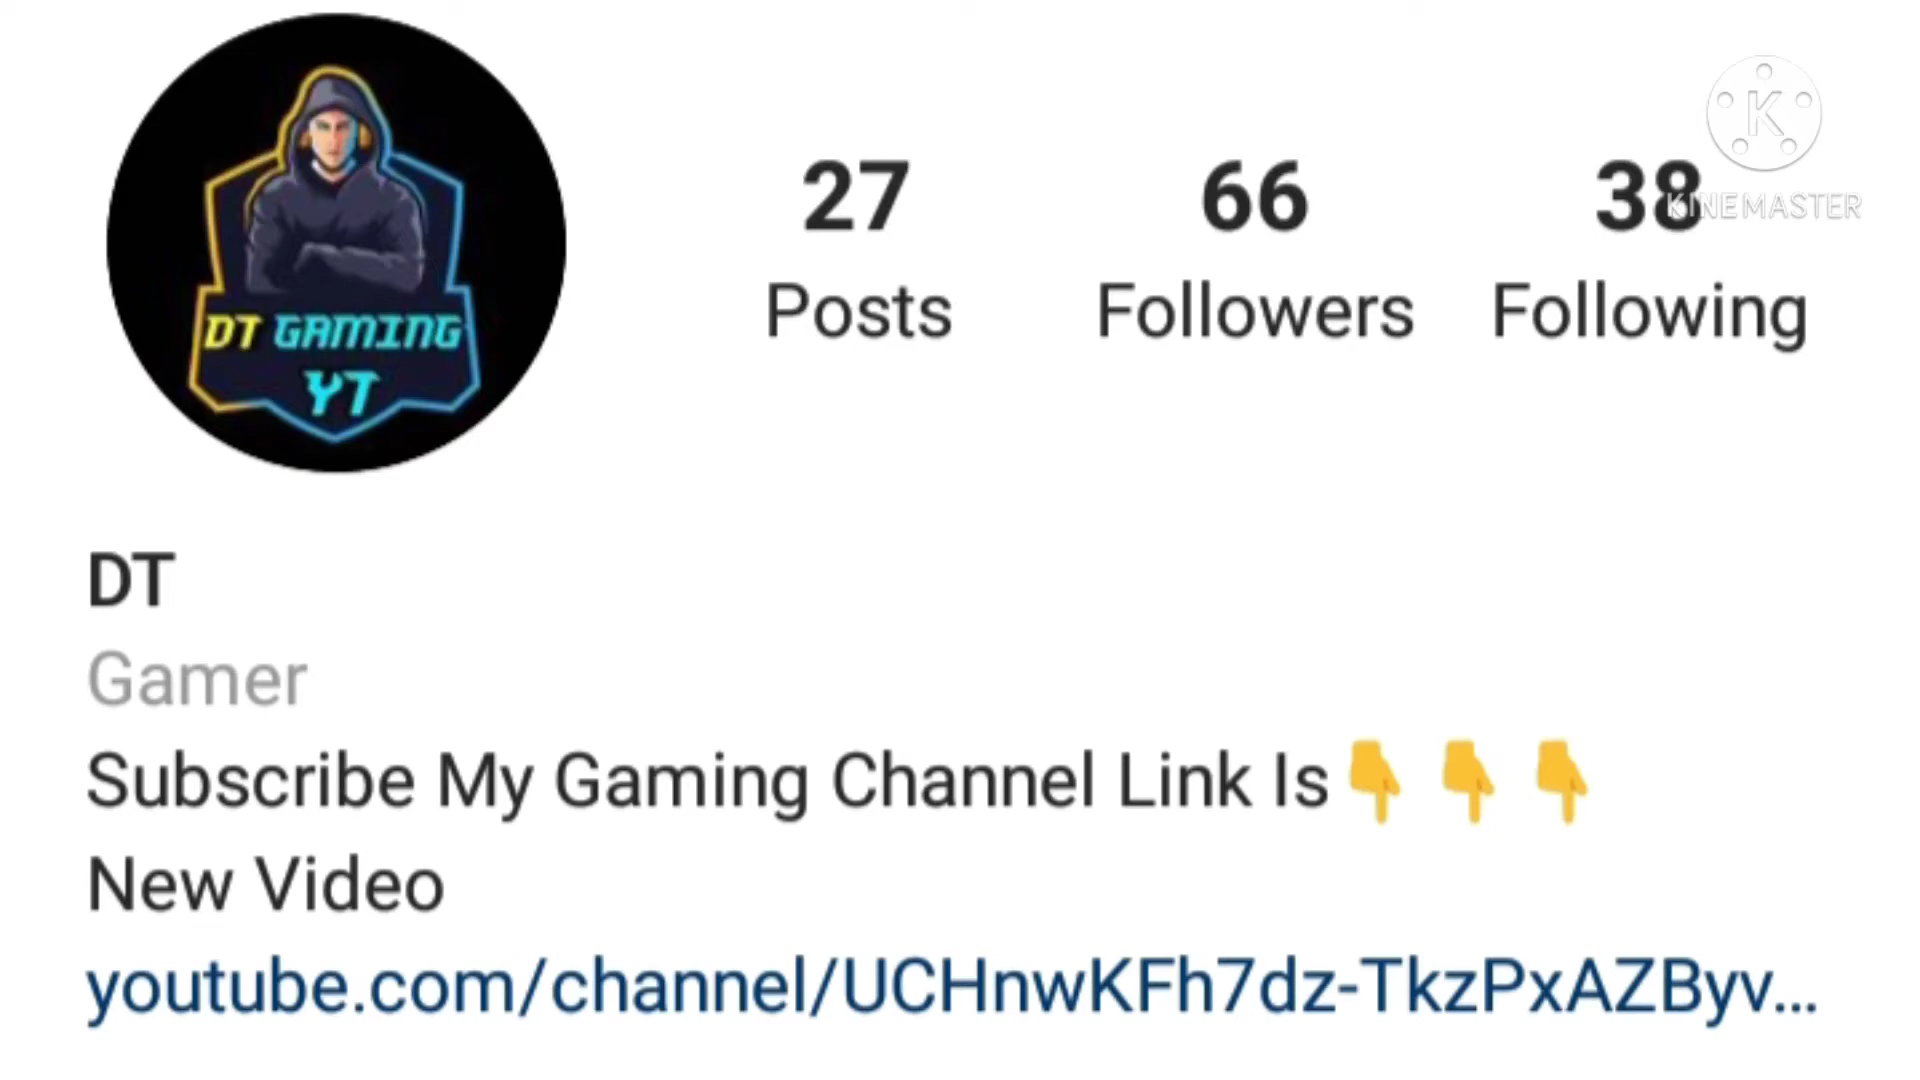 DT GAMING
YT
27
Posts
66
Followers
38
Following
K
KINEMASTER
DT
Gamer
Subscribe My Gaming Channel Link Is👇 👇 👇
New Video
youtube.com/channel/UCHnwKFh7dz-TkzPxAZByv...